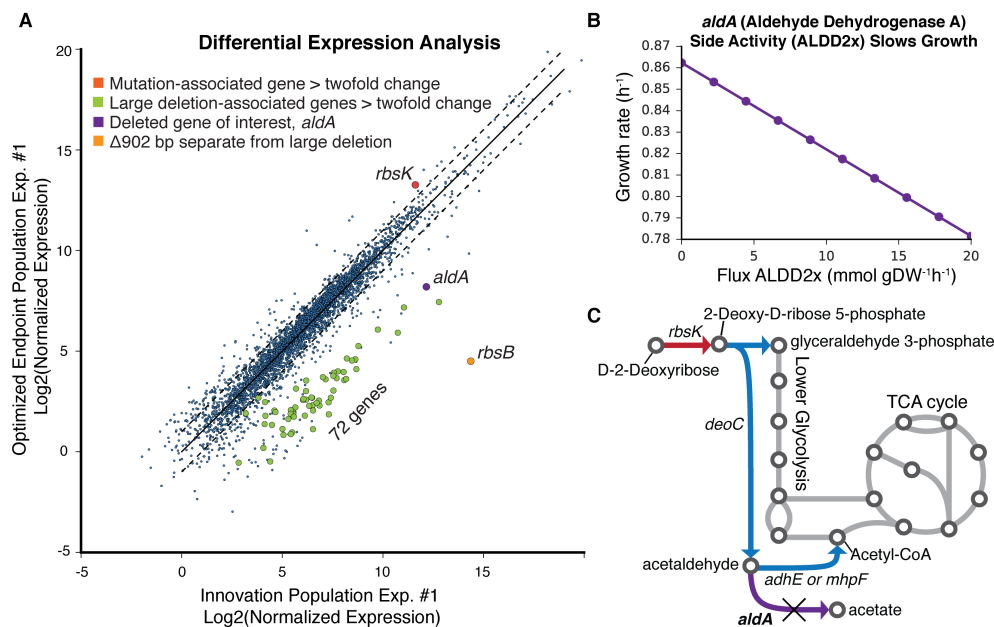 A
Differential Expression Analysis
Mutation-associated gene > twofold change
Large deletion-associated genes > twofold change
Deleted gene of interest, aldA
Δ902 bp separate from large deletion
Optimized Endpoint Population Exp. #1
Log2(Normalized Expression)
20
15
10
5
0
-5
-5
0
5
10
15
rbsK
aldA
rbsB
72 genes
Innovation Population Exp. #1
Log2(Normalized Expression)
B
aldA (Aldehyde Dehydrogenase A)
Side Activity (ALDD2x) Slows Growth
Growth rate (h⁻¹)
0.87
0.86
0.85
0.84
0.83
0.82
0.81
0.80
0.79
0.78
0
5
10
15
20
Flux ALDD2x (mmol gDW⁻¹h⁻¹)
C
2-Deoxy-D-ribose 5-phosphate
rbsK
glyceraldehyde 3-phosphate
D-2-Deoxyribose
Lower Glycolysis
TCA cycle
deoC
Acetyl-CoA
acetaldehyde
adhE or mhpF
aldA
acetate